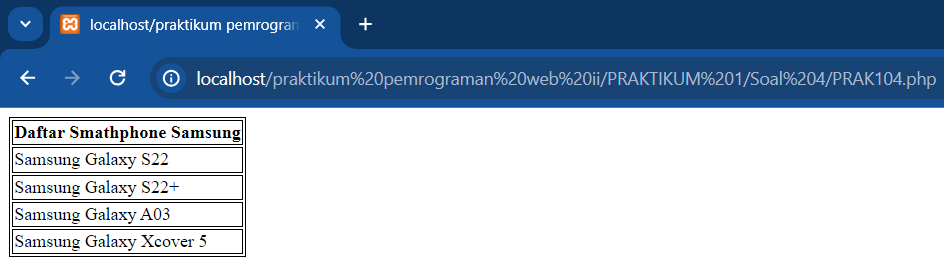 localhost/praktikum pemrogran
localhost/praktikum%20pemrograman%20web%20ii/PRAKTIKUM%201/Soal%204/PRAK104.php
Daftar Smathphone Samsung
Samsung Galaxy S22
Samsung Galaxy S22+
Samsung Galaxy A03
Samsung Galaxy Xcover 5